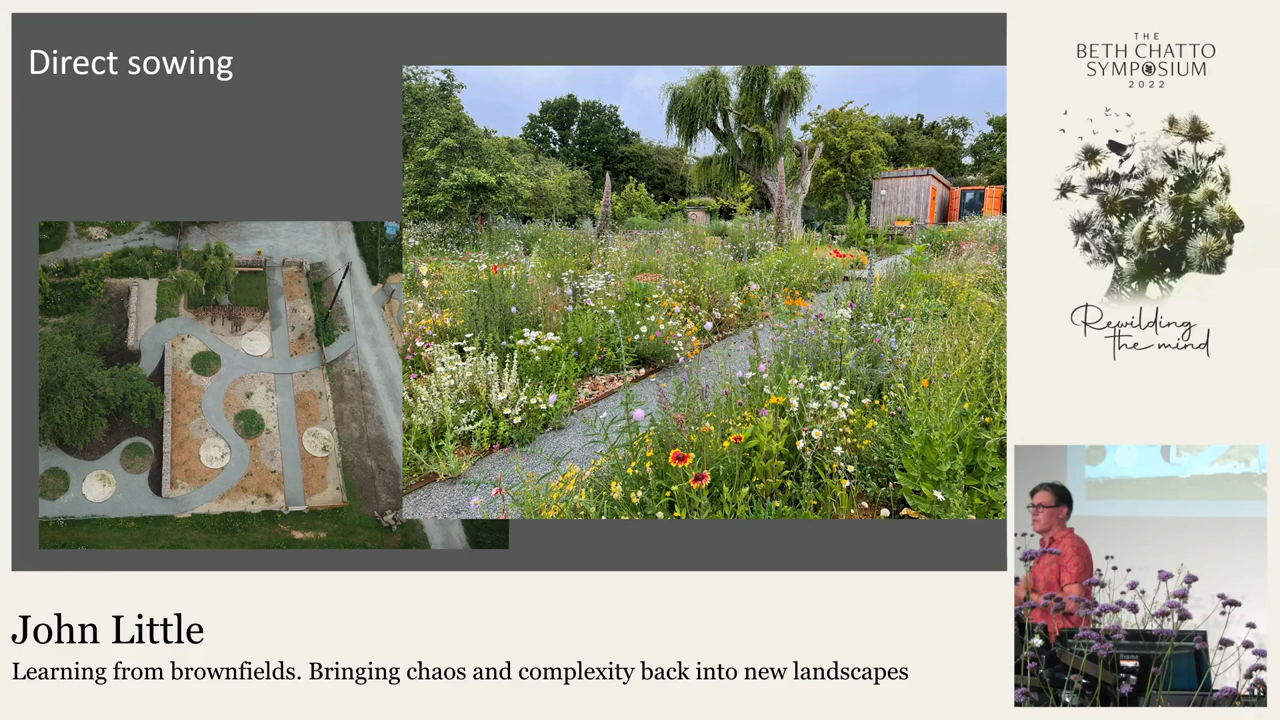 Direct sowing
THE
BETH CHATTO
SYMPOSIUM
2022
Rewilding
the mind
John Little
Learning from brownfields. Bringing chaos and complexity back into new landscapes